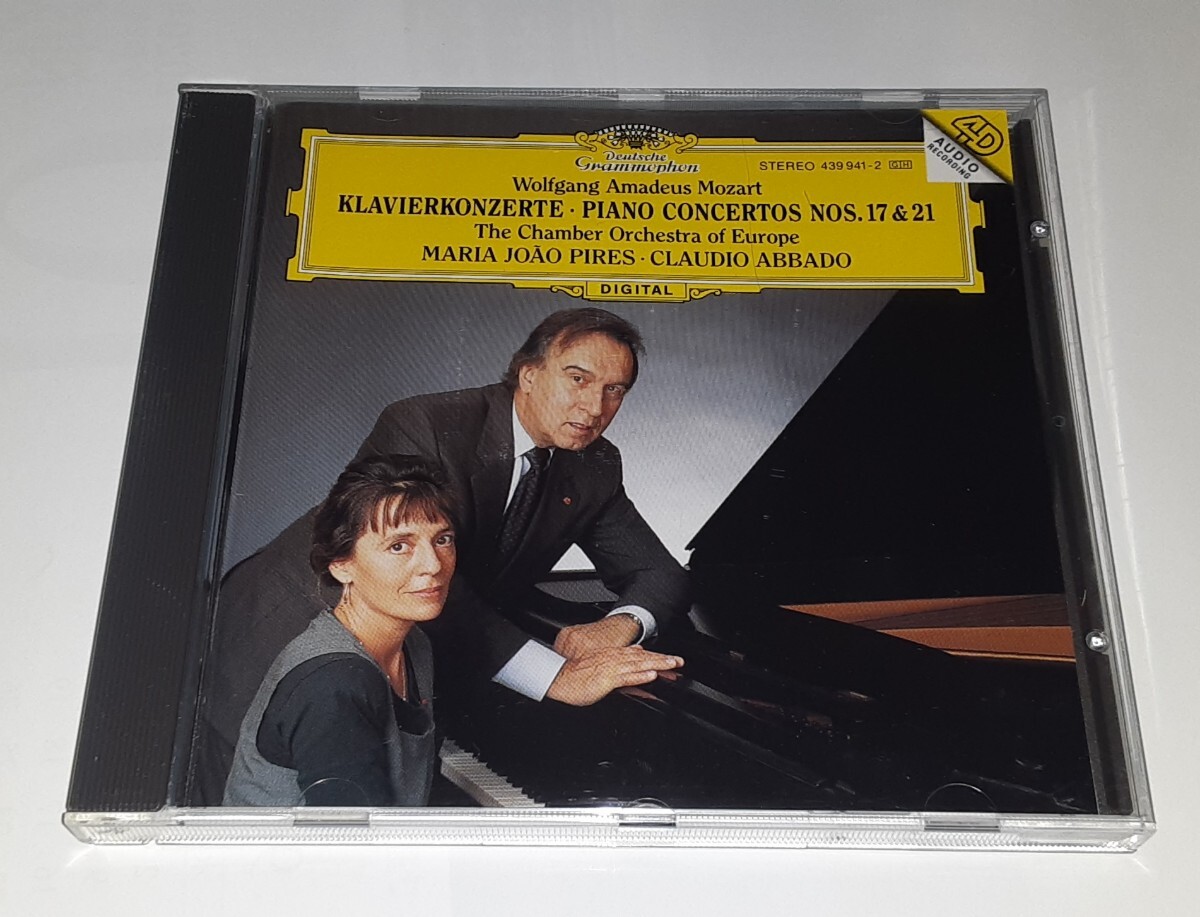 Deutsche
Grammophon
STEREO 439 941-2 GH
4D
AUDIO
RECORDING
Wolfgang Amadeus Mozart
KLAVIERKONZERTE · PIANO CONCERTOS NOS. 17 & 21
The Chamber Orchestra of Europe
MARIA JOÃO PIRES · CLAUDIO ABBADO
DIGITAL